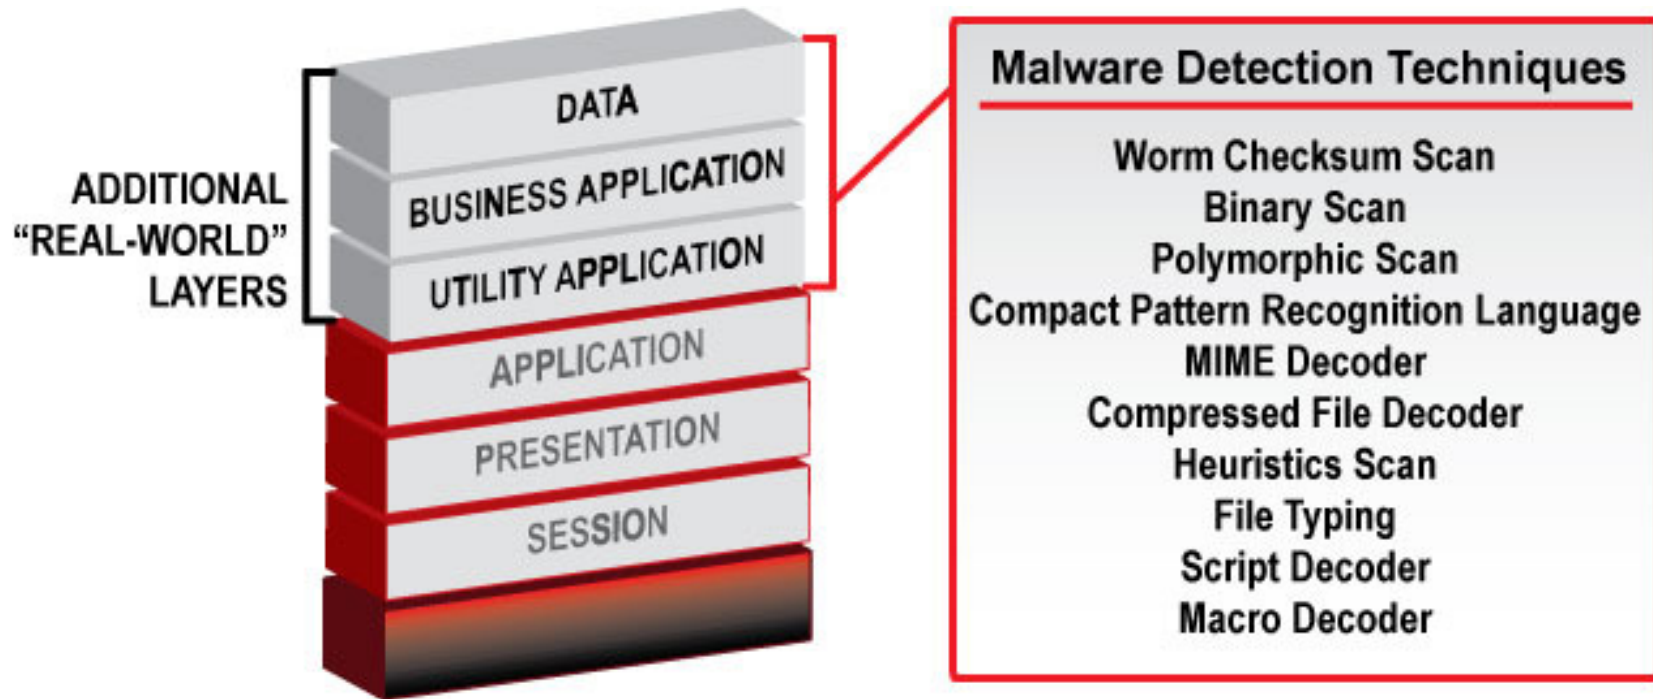 ADDITIONAL
“REAL-WORLD”
LAYERS
DATA
BUSINESS APPLICATION
UTILITY APPLICATION
APPLICATION
PRESENTATION
SESSION
Malware Detection Techniques
Worm Checksum Scan
Binary Scan
Polymorphic Scan
Compact Pattern Recognition Language
MIME Decoder
Compressed File Decoder
Heuristics Scan
File Typing
Script Decoder
Macro Decoder